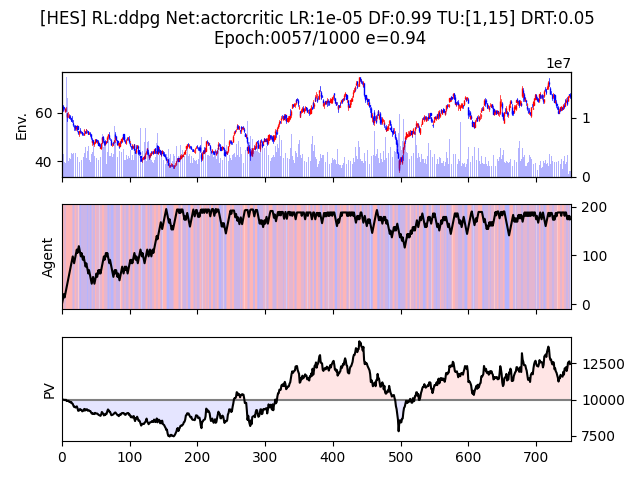 [HES] RL:ddpg Net:actorcritic LR:1e-05 DF:0.99 TU:[1,15] DRT:0.05
Epoch:0057/1000 e=0.94
1e7
Env.
60
40
1
0
Agent
200
100
0
PV
12500
10000
7500
0 100 200 300 400 500 600 700